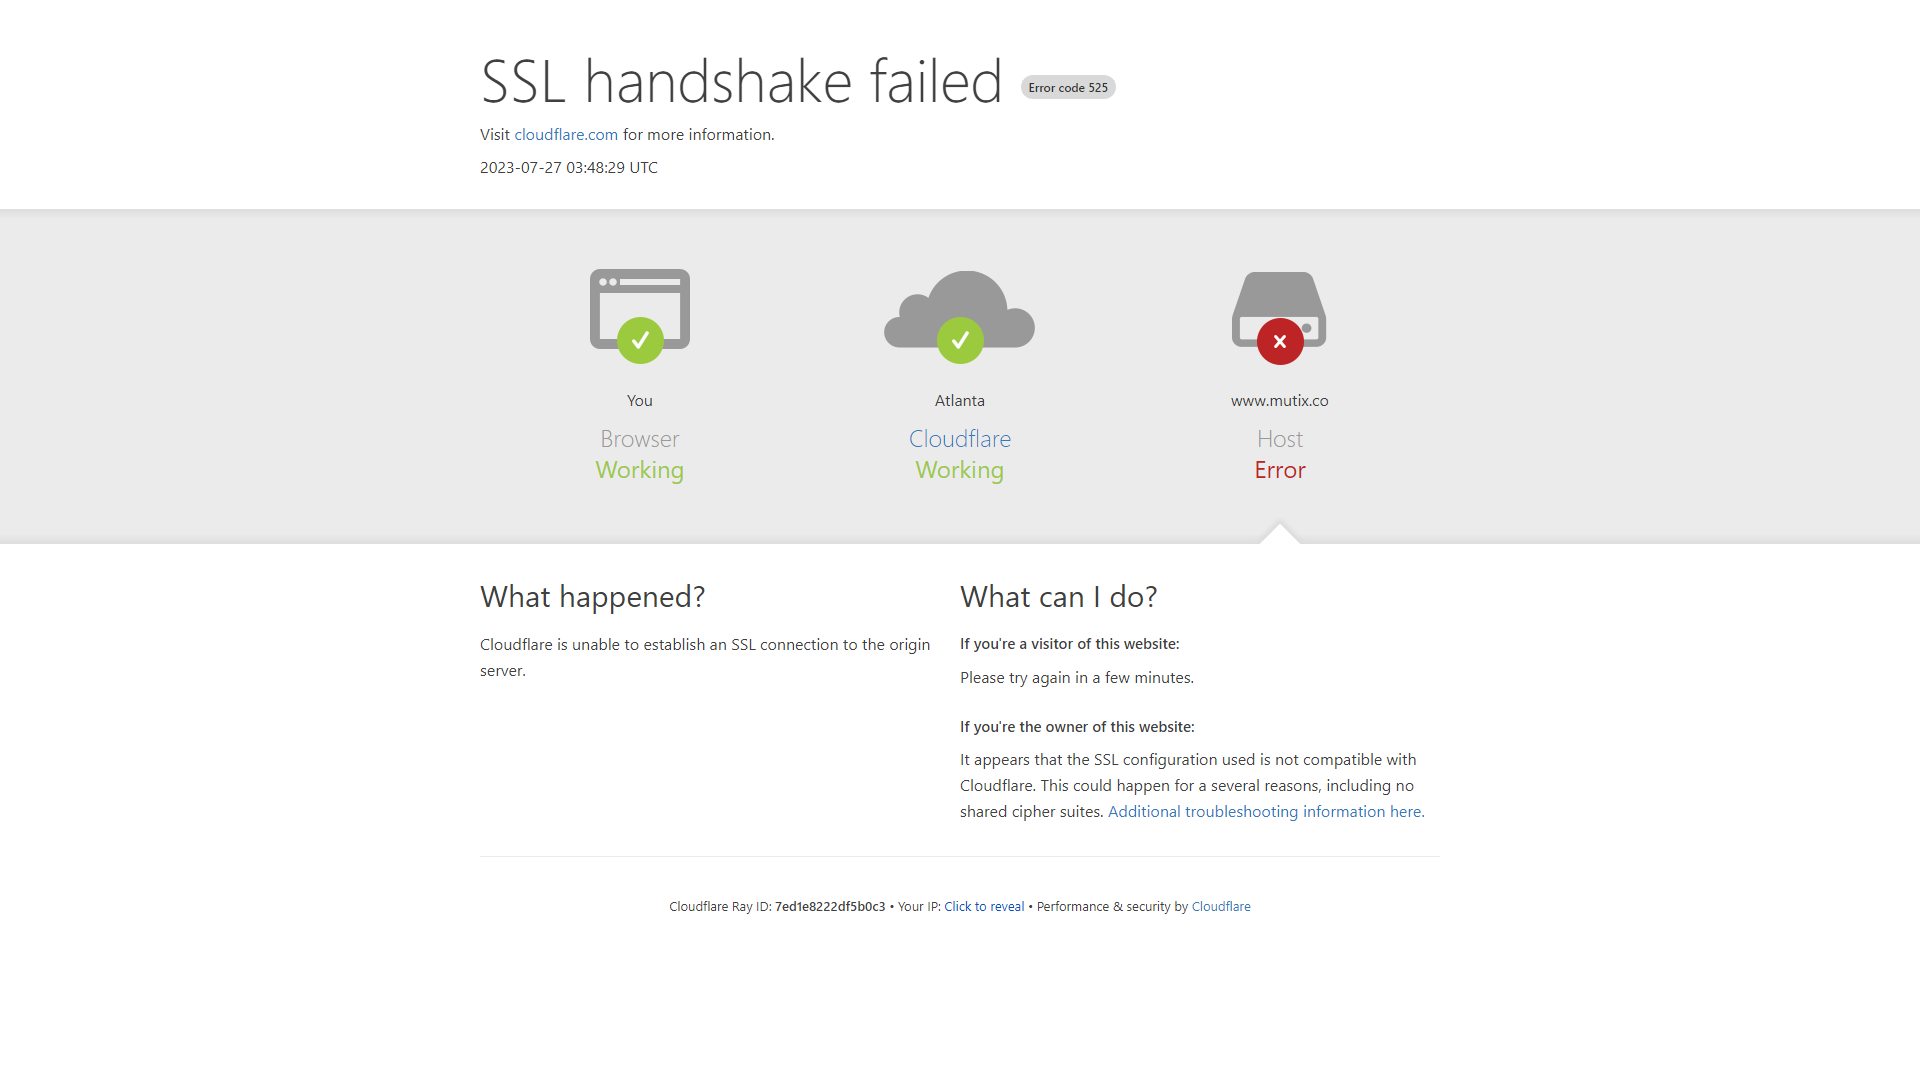 SSL handshake failed Error code 525
Visit cloudflare.com for more information.
2023-07-27 03:48:29 UTC
You
Browser
Working
Atlanta
Cloudflare
Working
www.mutix.co
Host
Error
What happened?
Cloudflare is unable to establish an SSL connection to the origin
server.
What can I do?
If you're a visitor of this website:
Please try again in a few minutes.
If you're the owner of this website:
It appears that the SSL configuration used is not compatible with
Cloudflare. This could happen for a several reasons, including no
shared cipher suites. Additional troubleshooting information here.
Cloudflare Ray ID: 7ed1e8222df5b0c3 • Your IP: Click to reveal • Performance & security by Cloudflare